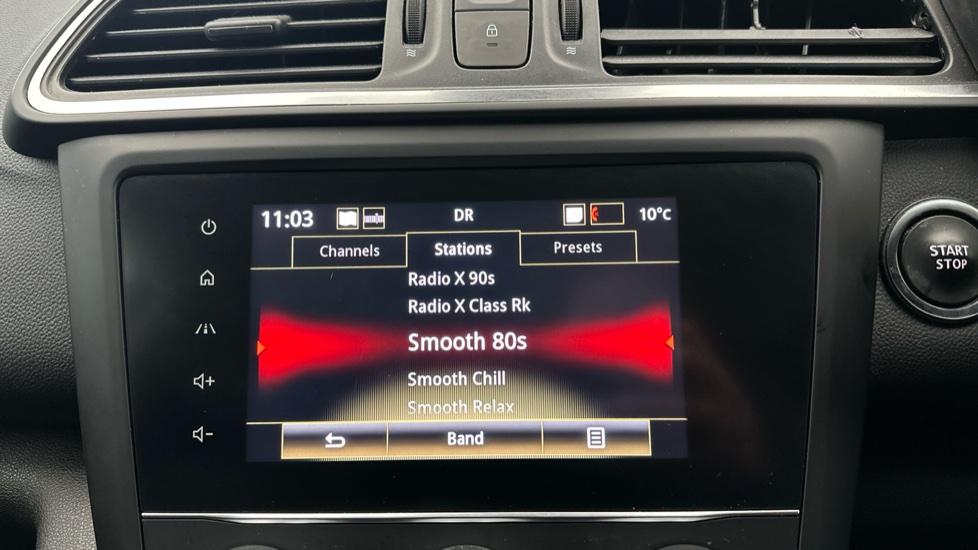 11:03 DR 10°C
Channels Stations Presets
Radio X 90s
Radio X Class Rk
Smooth 80s
Smooth Chill
Smooth Relax
Band
START
STOP